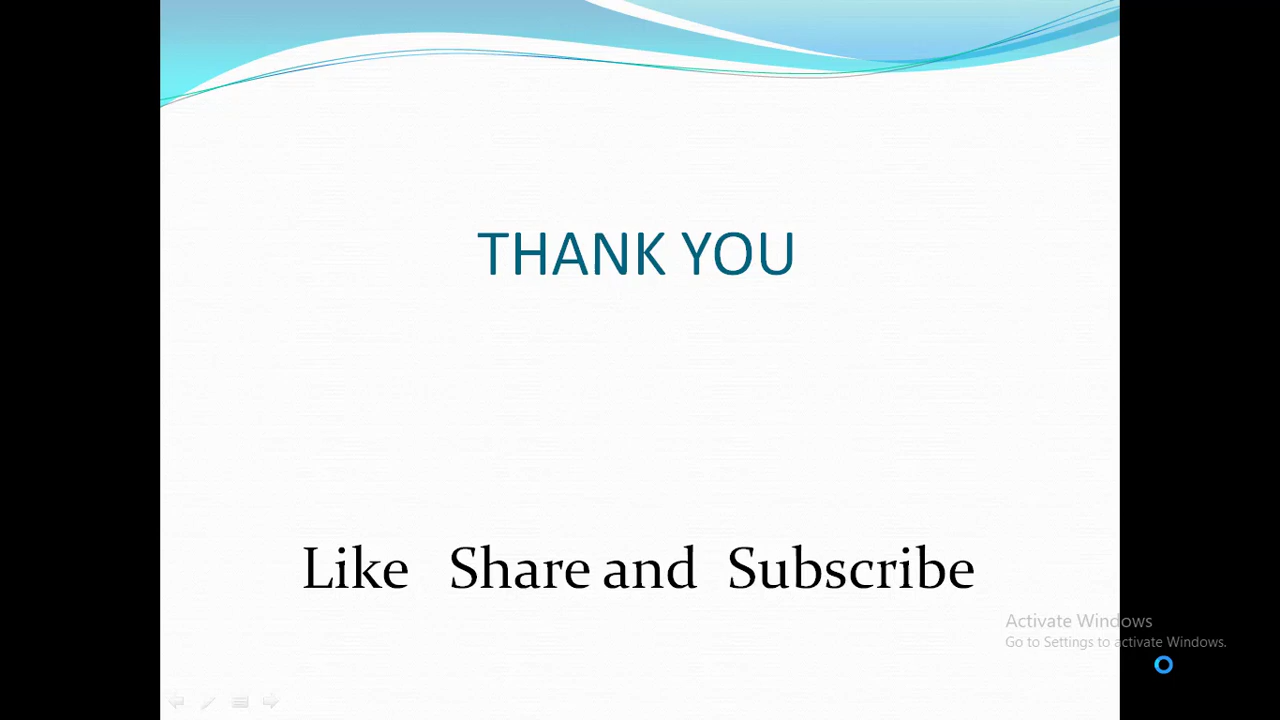 THANK YOU
Like Share and Subscribe
Activate Windows
Go to Settings to activate Windows.